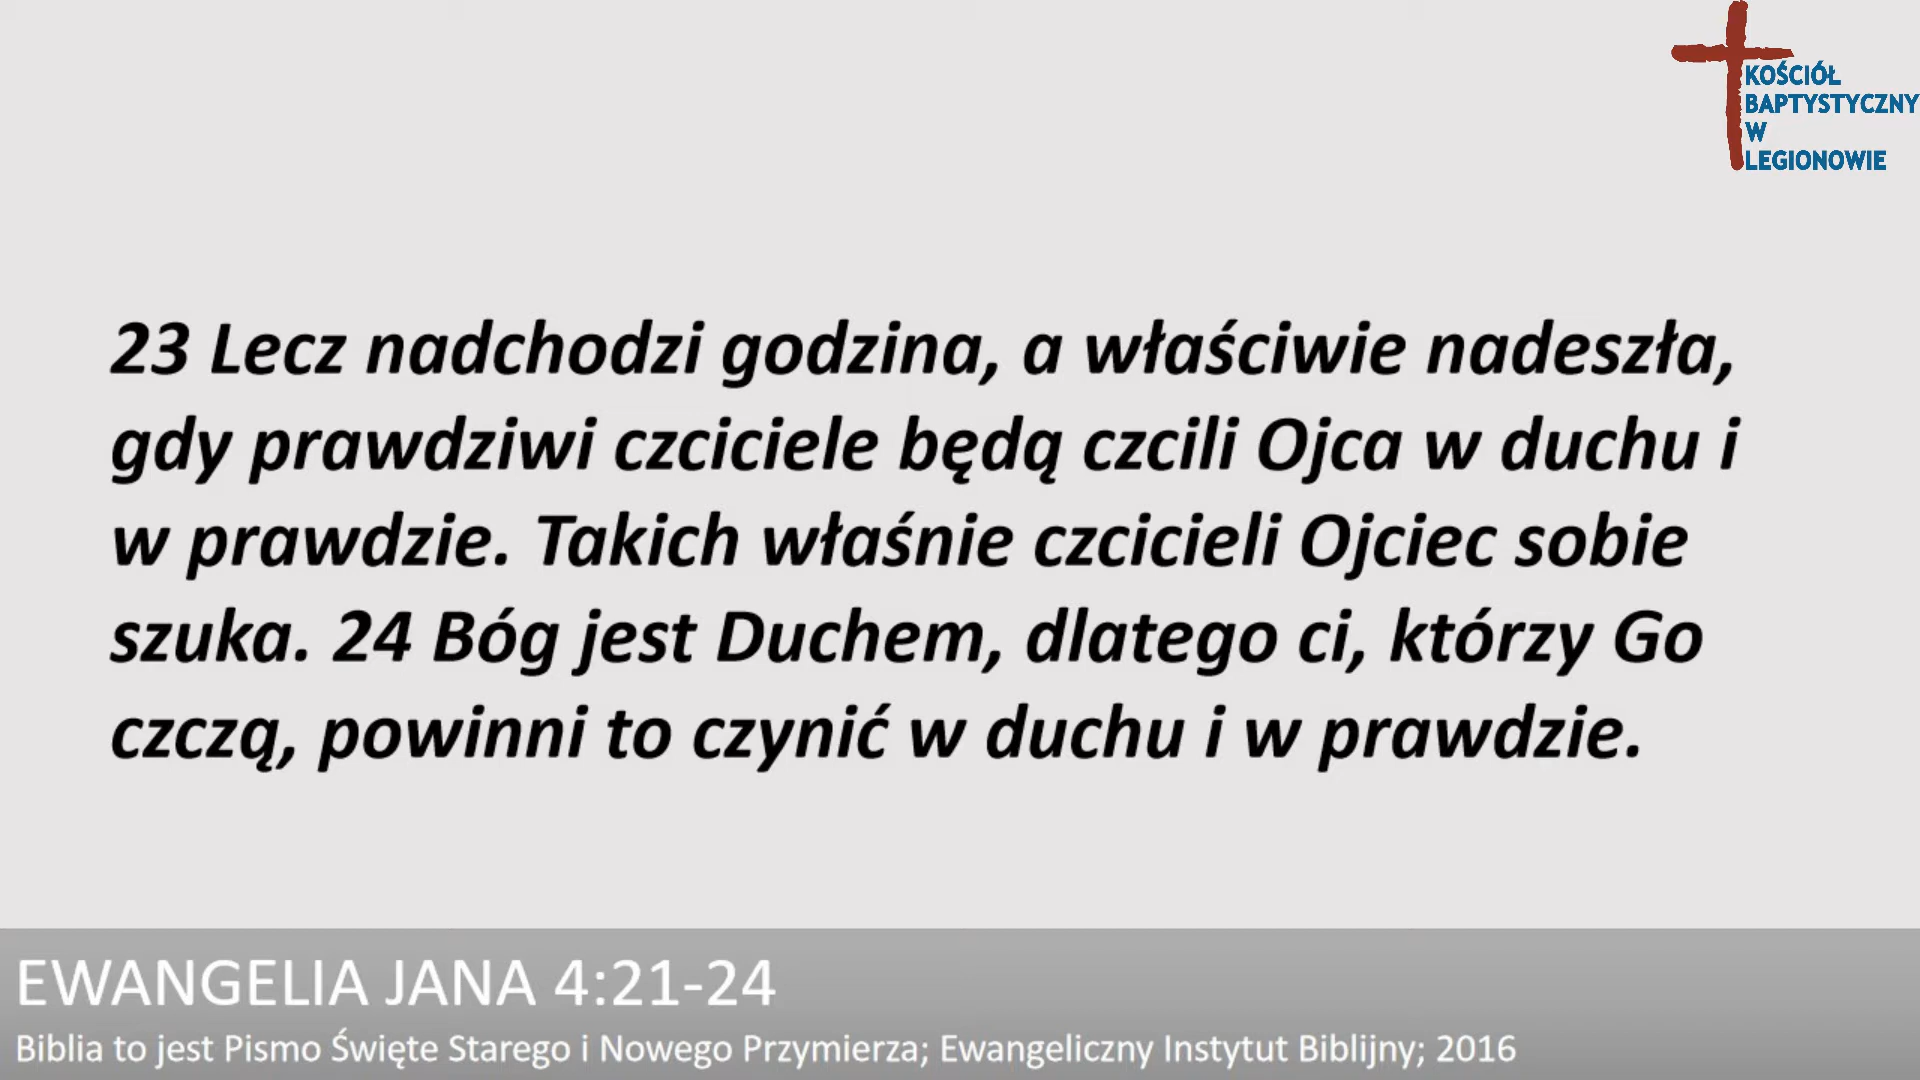 KOŚCIÓŁ
BAPTYSTYCZNY
W
LEGIONOWIE
23 Lecz nadchodzi godzina, a właściwie nadeszła,
gdy prawdziwi czciciele będą czcili Ojca w duchu i
w prawdzie. Takich właśnie czcicieli Ojciec sobie
szuka. 24 Bóg jest Duchem, dlatego ci, którzy Go
czczą, powinni to czynić w duchu i w prawdzie.
EWANGELIA JANA 4:21-24
Biblia to jest Pismo Święte Starego i Nowego Przymierza; Ewangeliczny Instytut Biblijny; 2016